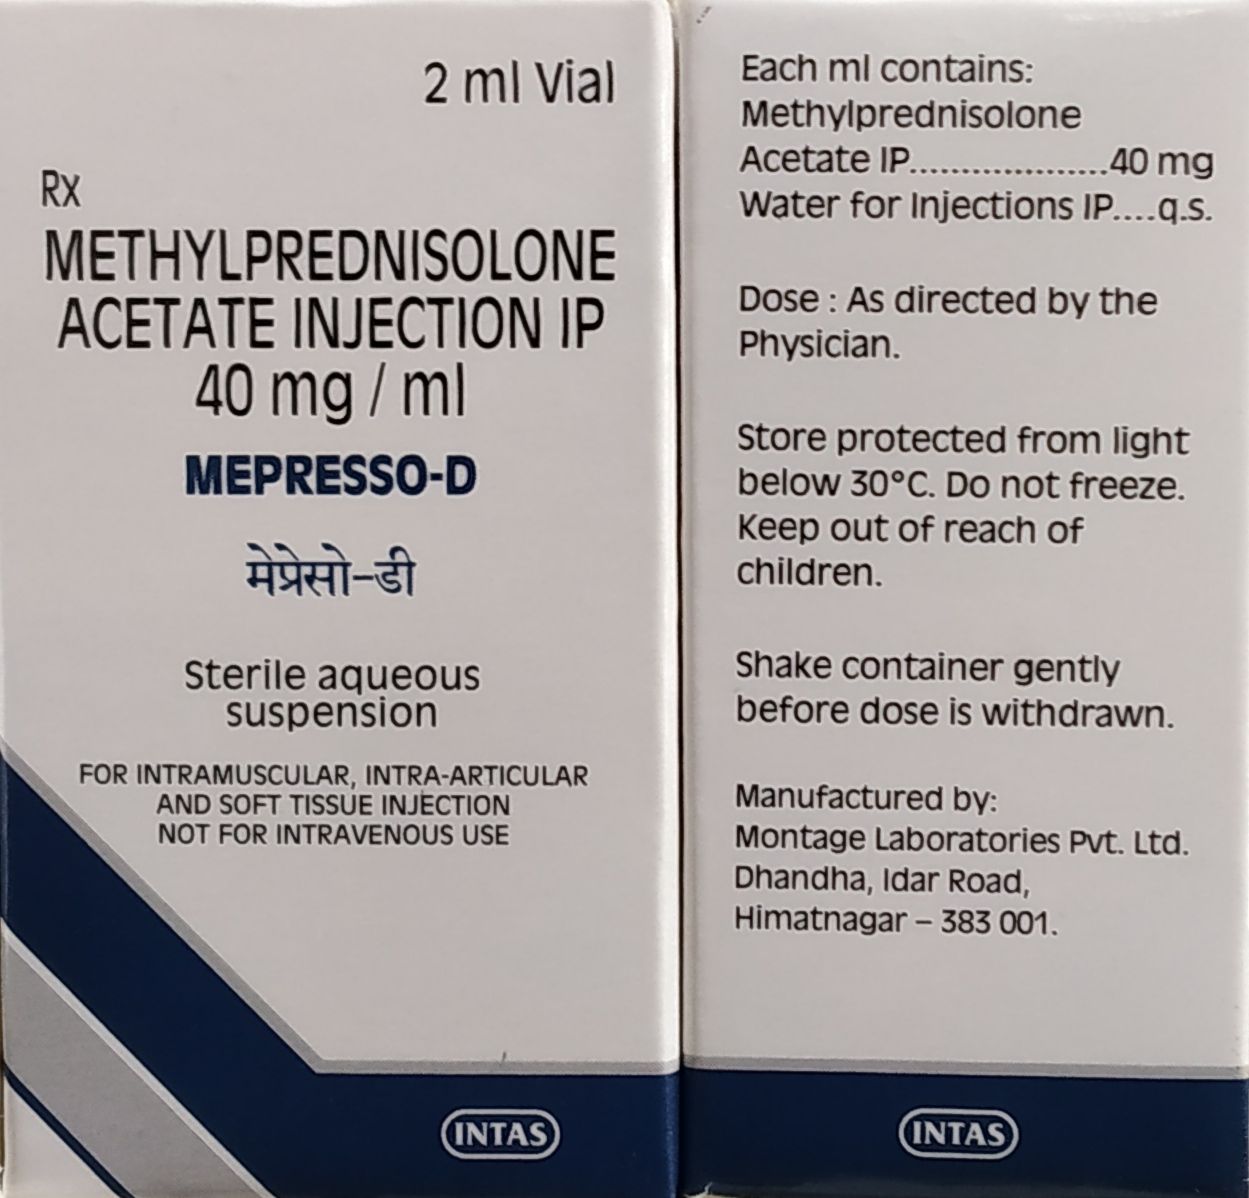 2 ml Vial
Rx
METHYLPREDNISOLONE
ACETATE INJECTION IP
40 mg / ml
MEPRESSO-D
मेप्रेसो-डी
Sterile aqueous
suspension
FOR INTRAMUSCULAR, INTRA-ARTICULAR
AND SOFT TISSUE INJECTION
NOT FOR INTRAVENOUS USE
INTAS
Each ml contains:
Methylprednisolone
Acetate IP...................40 mg
Water for Injections IP....q.s.
Dose : As directed by the
Physician.
Store protected from light
below 30°C. Do not freeze.
Keep out of reach of
children.
Shake container gently
before dose is withdrawn.
Manufactured by:
Montage Laboratories Pvt. Ltd.
Dhandha, Idar Road,
Himatnagar – 383 001.
INTAS